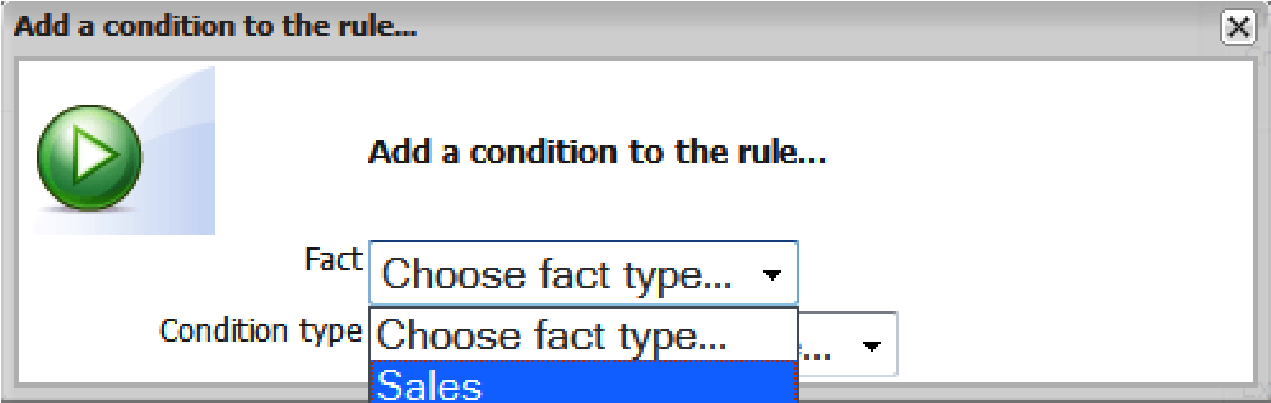 Add a condition to the rule...
Add a condition to the rule...
Fact Choose fact type...
Condition type Choose fact type...
...
Sales